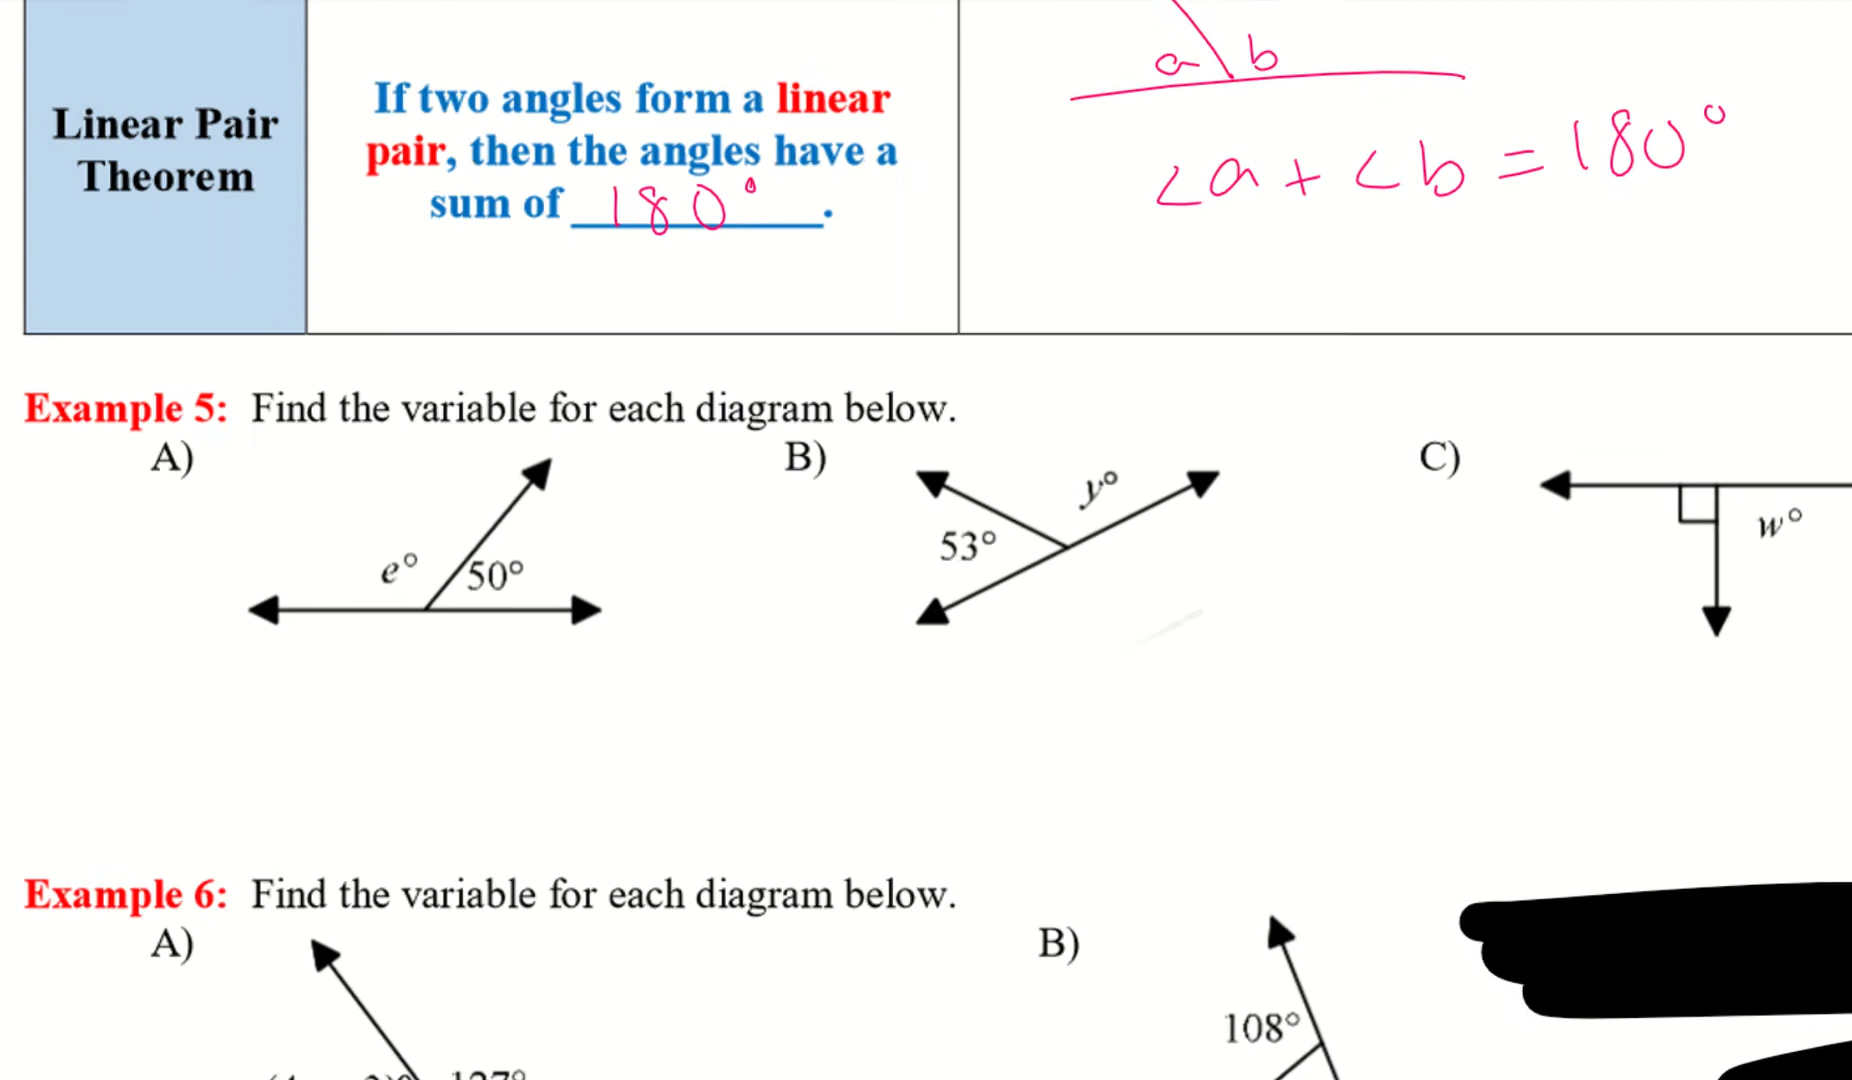 a b
Linear Pair
Theorem
If two angles form a linear
pair, then the angles have a
sum of 180°.
∠a + ∠b = 180°
Example 5: Find the variable for each diagram below.
A)
e°
50°
B)
53°
y°
C)
w°
Example 6: Find the variable for each diagram below.
A)
B)
108°